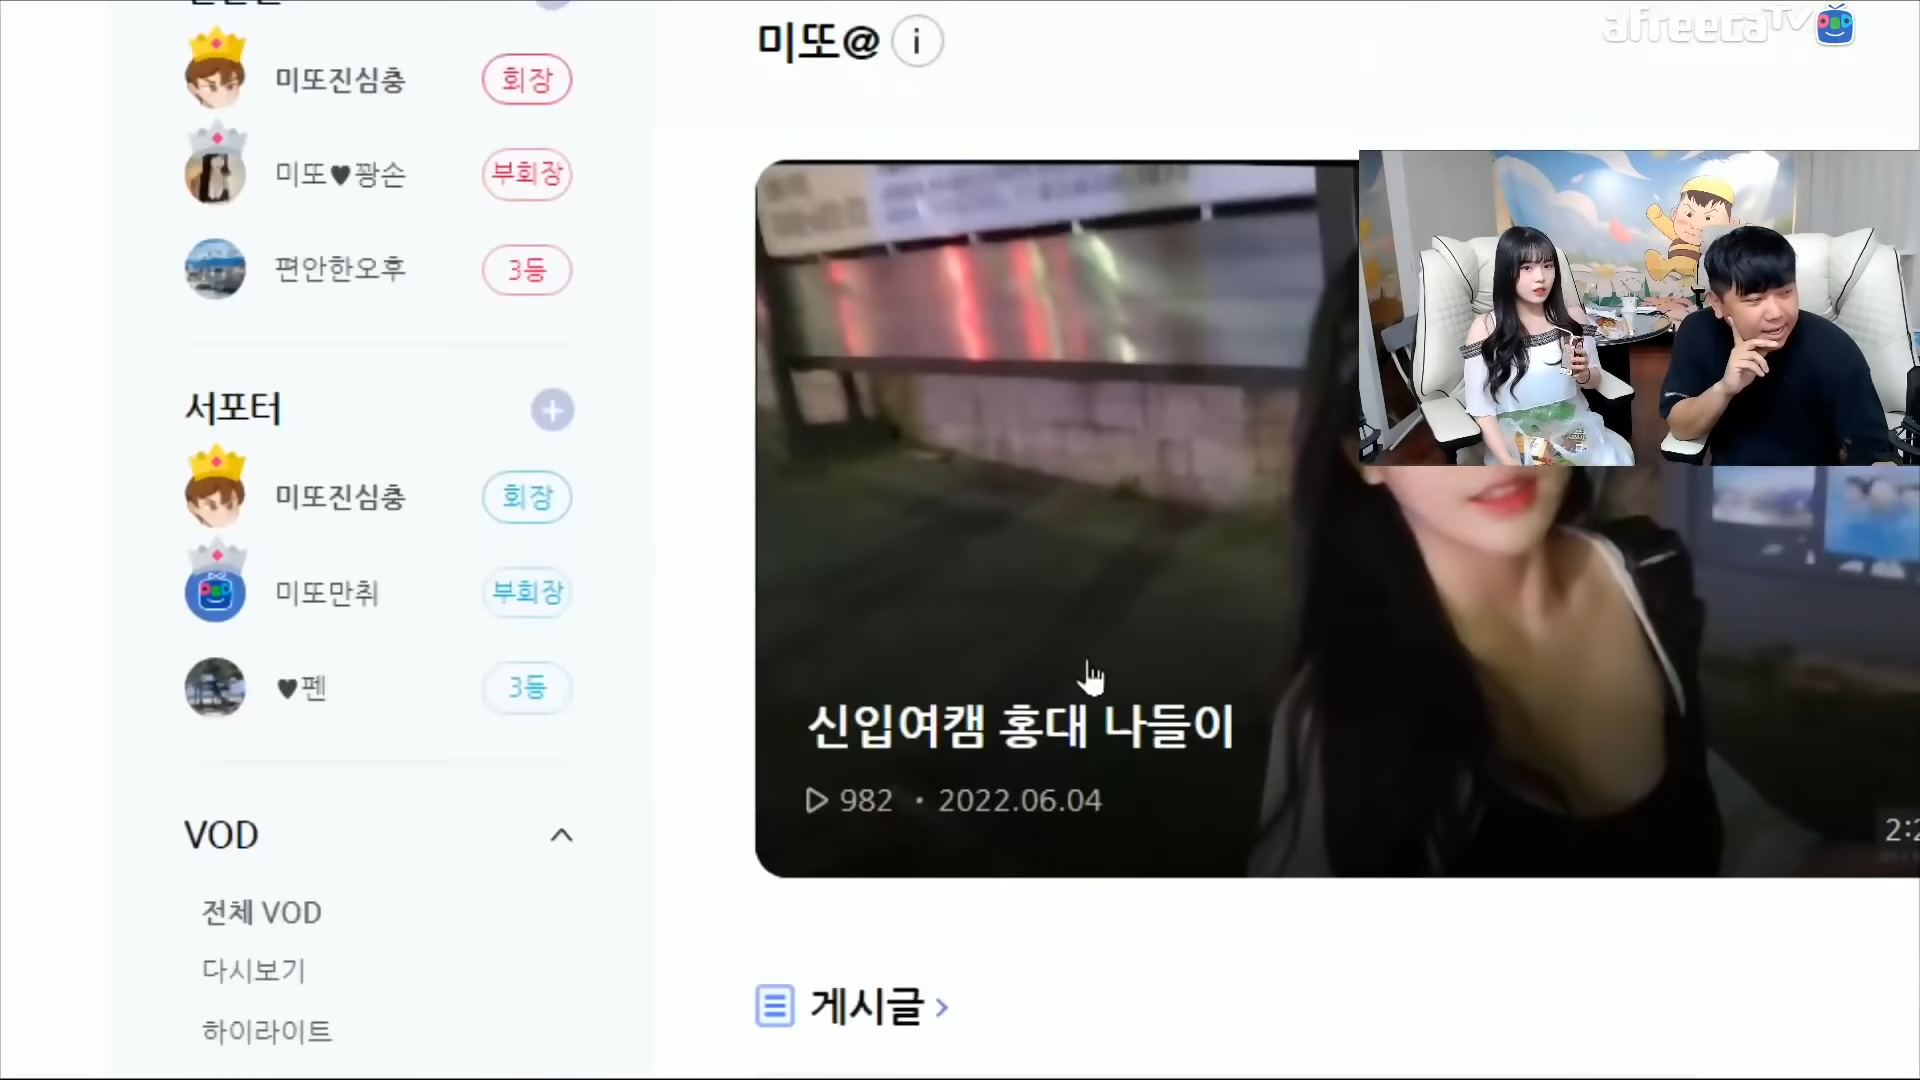 미또진심충 회장
미또♥꽝손 부회장
편안한오후 3등
서포터
미또진심충 회장
미또만취 부회장
♥펜 3등
VOD
전체 VOD
다시보기
하이라이트
미또@
신입여캠 홍대 나들이
982 • 2022.06.04
게시글 >
afreecaTV